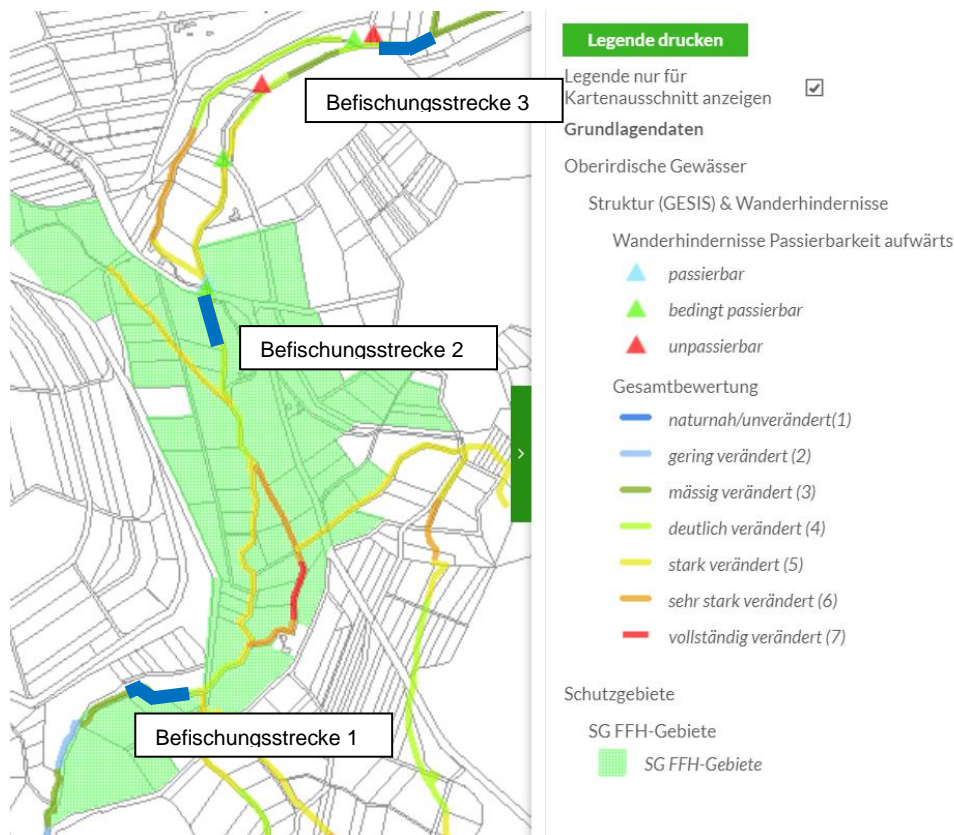 Befischungsstrecke 3
Befischungsstrecke 2
Befischungsstrecke 1
Legende drucken
Legende nur für
Kartenausschnitt anzeigen
Grundlagendaten
Oberirdische Gewässer
Struktur (GESIS) & Wanderhindernisse
Wanderhindernisse Passierbarkeit aufwärts
passierbar
bedingt passierbar
unpassierbar
Gesamtbewertung
naturnah/unverändert(1)
gering verändert (2)
mässig verändert (3)
deutlich verändert (4)
stark verändert (5)
sehr stark verändert (6)
vollständig verändert (7)
Schutzgebiete
SG FFH-Gebiete
SG FFH-Gebiete